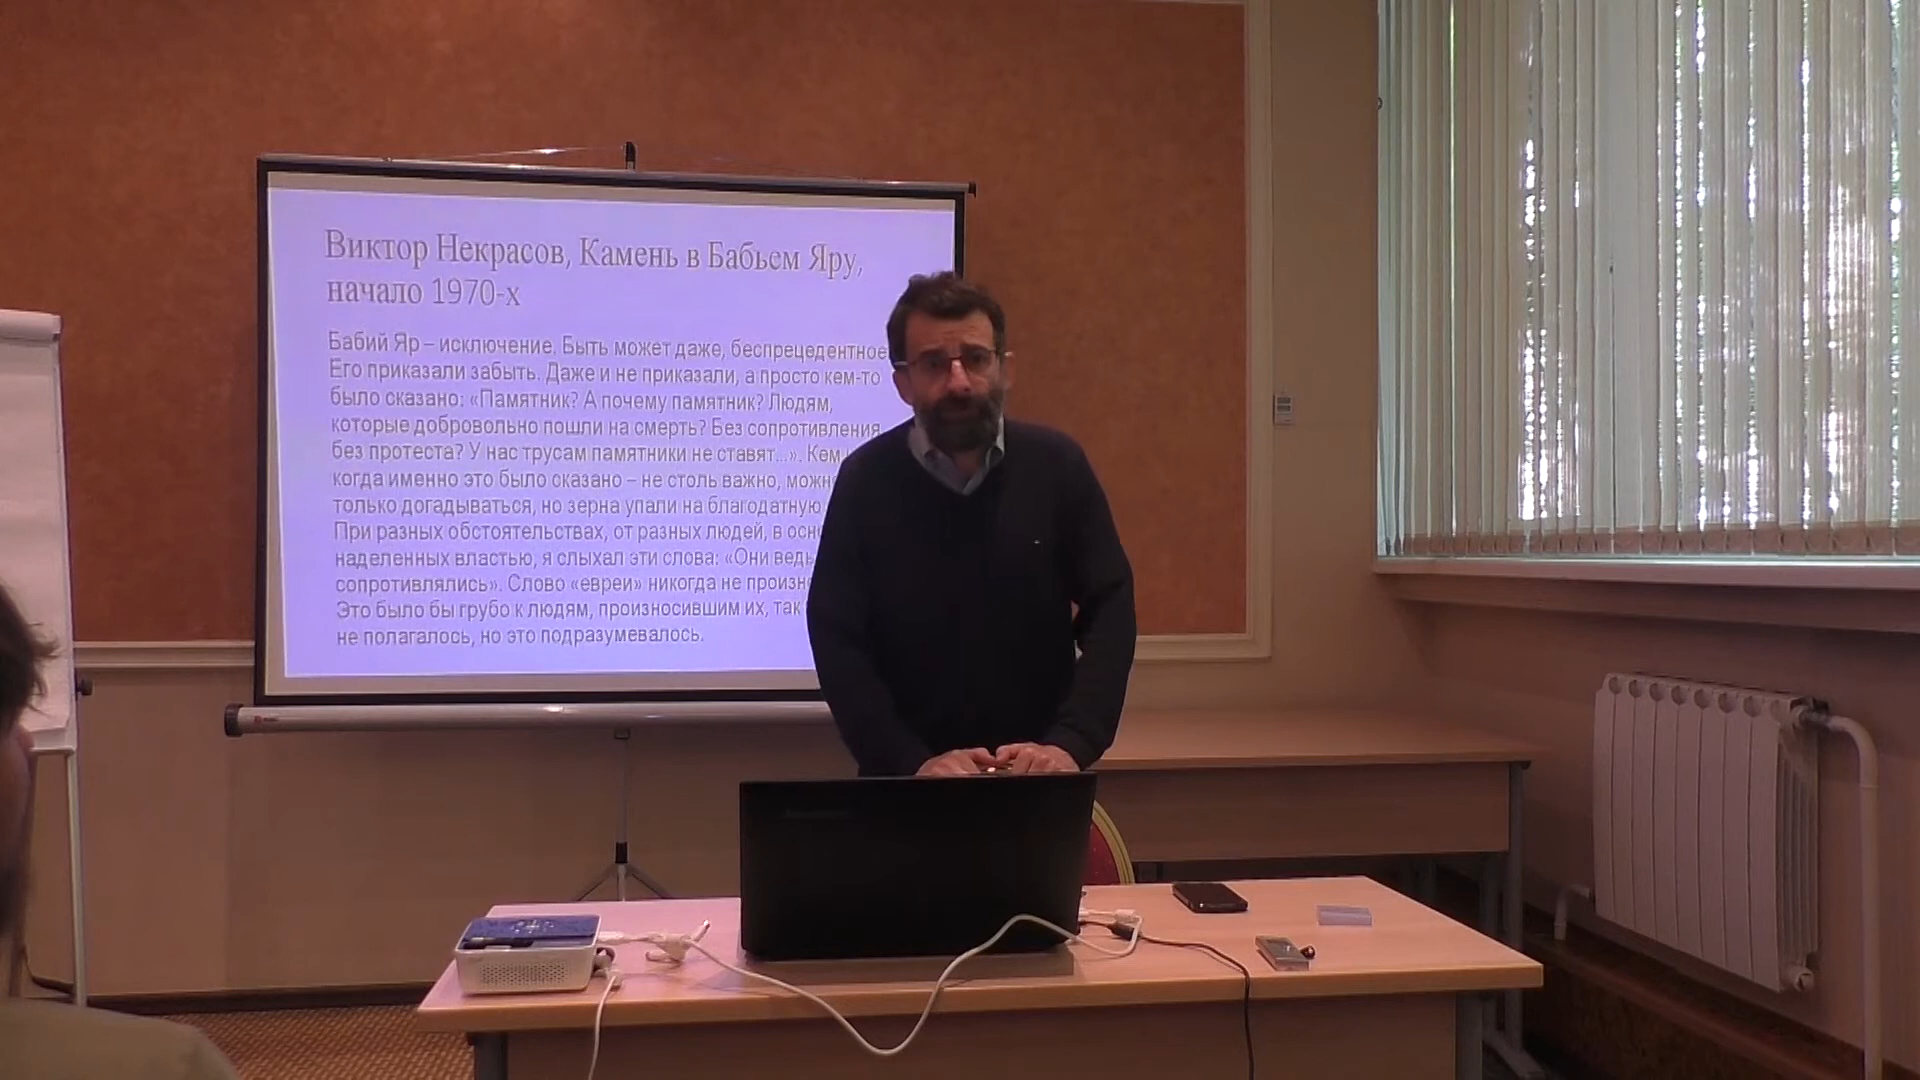 Виктор Некрасов, Камень в Бабьем Яру,
начало 1970-х
Бабий Яр – исключение. Быть может даже, беспрецедентное
Его приказали забыть. Даже и не приказали, а просто кем-то
было сказано: «Памятник? А почему памятник? Людям,
которые добровольно пошли на смерть? Без сопротивления,
без протеста? У нас трусам памятники не ставят...». Кем
когда именно это было сказано – не столь важно, можно
только догадываться, но зерна упали на благодатную
При разных обстоятельствах, от разных людей, в
наделенных властью, я слыхал эти слова: «Они ведь
сопротивлялись». Слово «евреи» никогда не
Это было бы грубо к людям, произносившим их, так
не полагалось, но это подразумевалось.